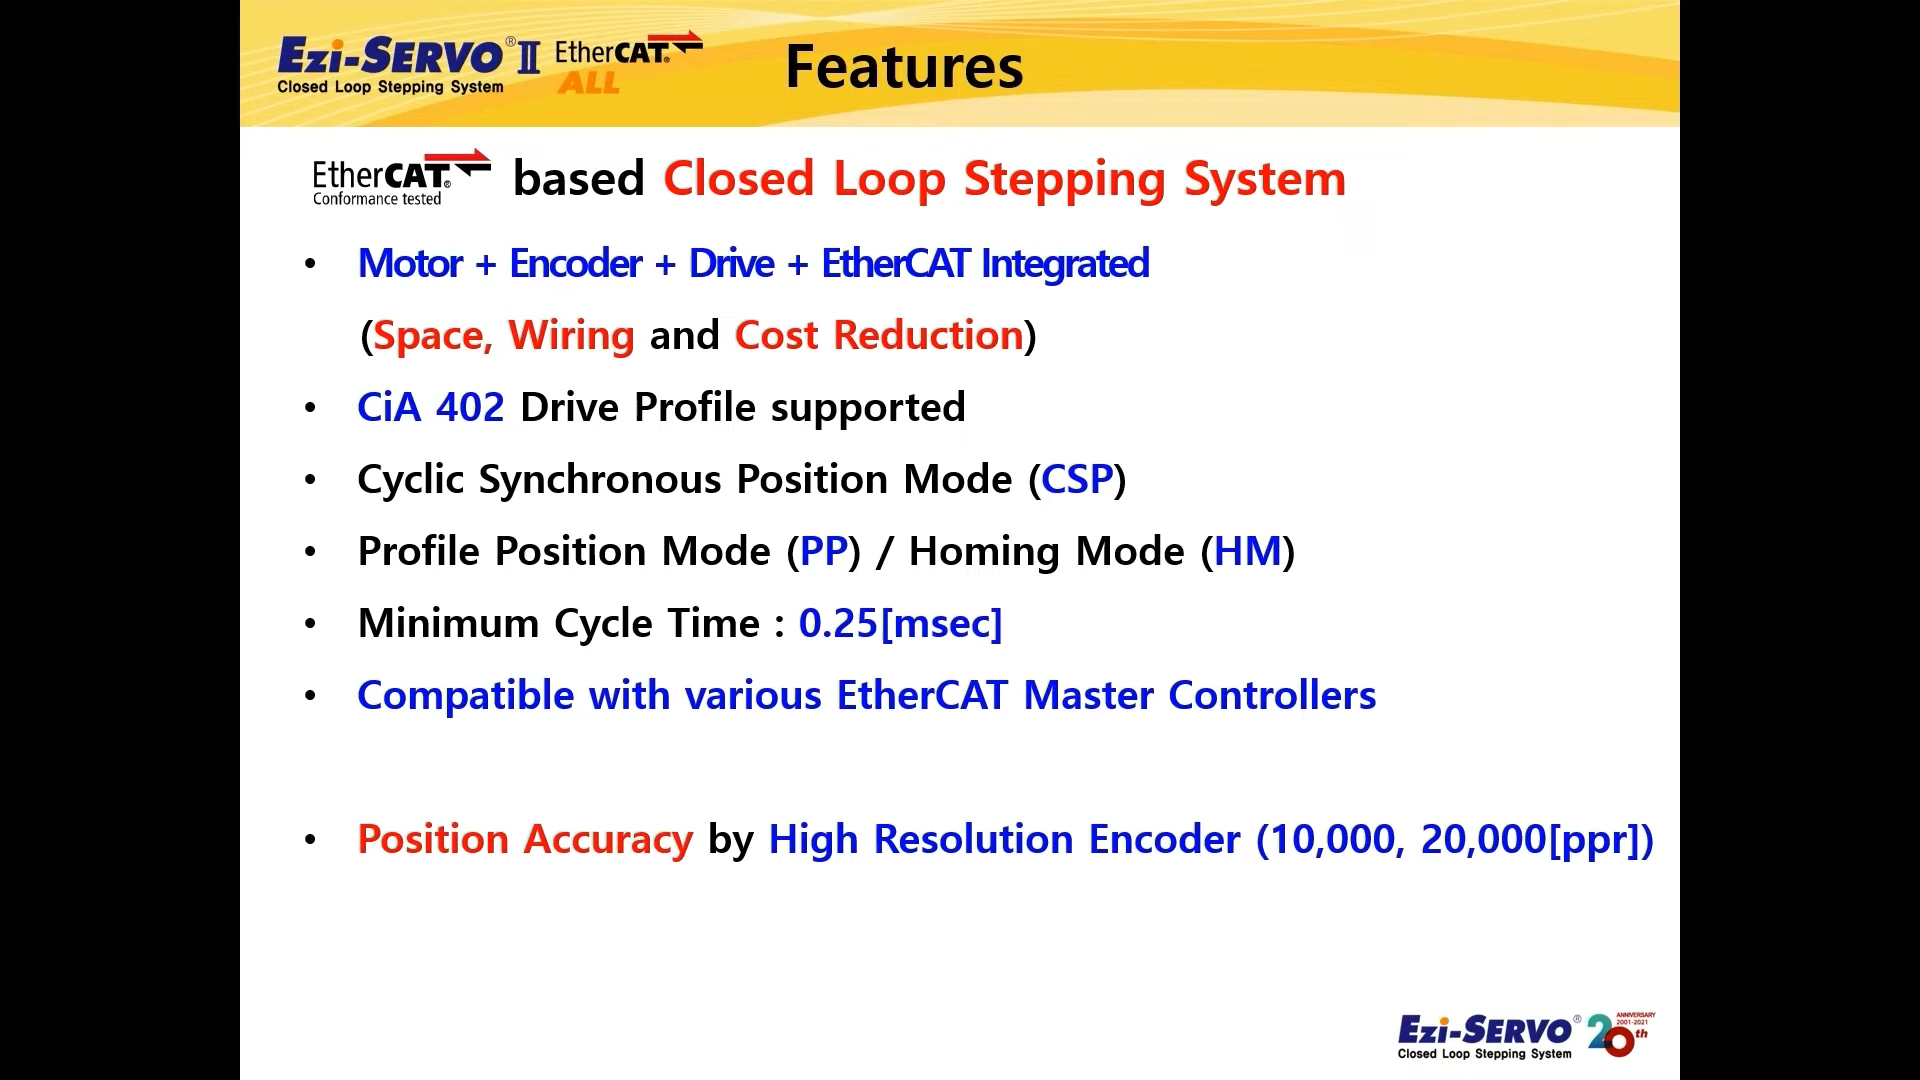 Ezi-SERVO® II EtherCAT®
Closed Loop Stepping System ALL
Features
EtherCAT® based Closed Loop Stepping System
Conformance tested
• Motor + Encoder + Drive + EtherCAT Integrated
(Space, Wiring and Cost Reduction)
• CiA 402 Drive Profile supported
• Cyclic Synchronous Position Mode (CSP)
• Profile Position Mode (PP) / Homing Mode (HM)
• Minimum Cycle Time : 0.25[msec]
• Compatible with various EtherCAT Master Controllers
• Position Accuracy by High Resolution Encoder (10,000, 20,000[ppr])
Ezi-SERVO®
Closed Loop Stepping System
20th
ANNIVERSARY
2001-2021